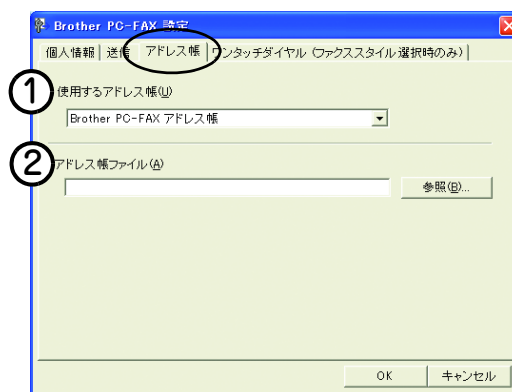 Brother PC-FAX 設定
個人情報 送信 アドレス帳 ワンタッチダイヤル (ファクススタイル選択時のみ)
① 使用するアドレス帳(U)
Brother PC-FAX アドレス帳
② アドレス帳ファイル(A)
参照(B)...
OK キャンセル